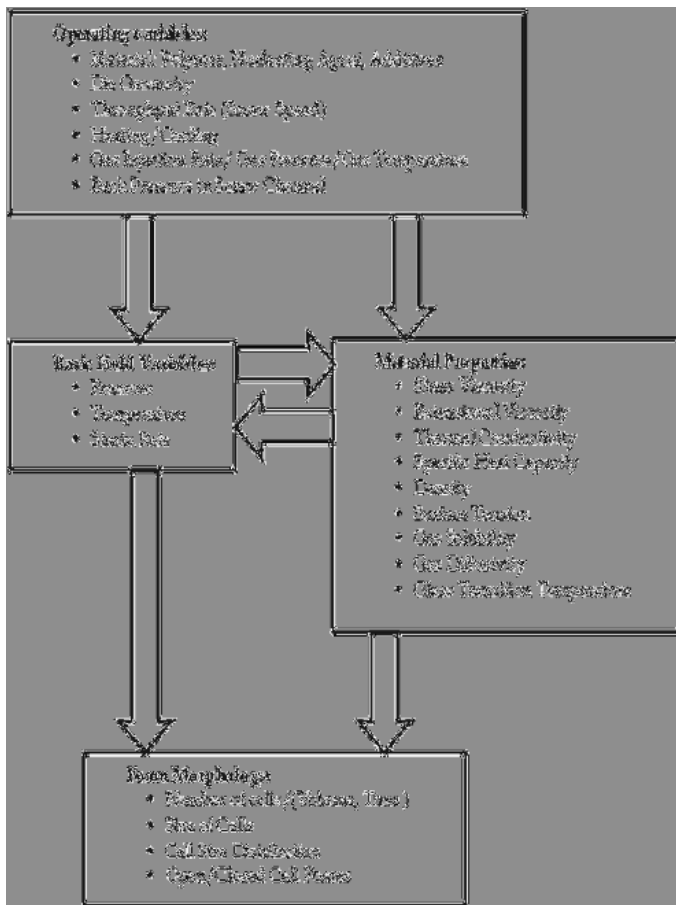 Operating variables:
• Material: Polymer, Nucleating Agent, Additives
• Die Geometry
• Throughput Rate (Screw Speed)
• Heating/Cooling
• Gas Injection Rate/ Gas Pressure/Gas Temperature
• Back Pressure in Screw Channel
Basic Field Variables:
• Pressure
• Temperature
• Strain Rate
Material Properties:
• Shear Viscosity
• Extensional Viscosity
• Thermal Conductivity
• Specific Heat Capacity
• Density
• Surface Tension
• Gas Solubility
• Gas Diffusivity
• Glass Transition Temperature
Foam Morphology:
• Number of cells/(Volume, Time)
• Size of Cells
• Cell Size Distribution
• Open/Closed Cell